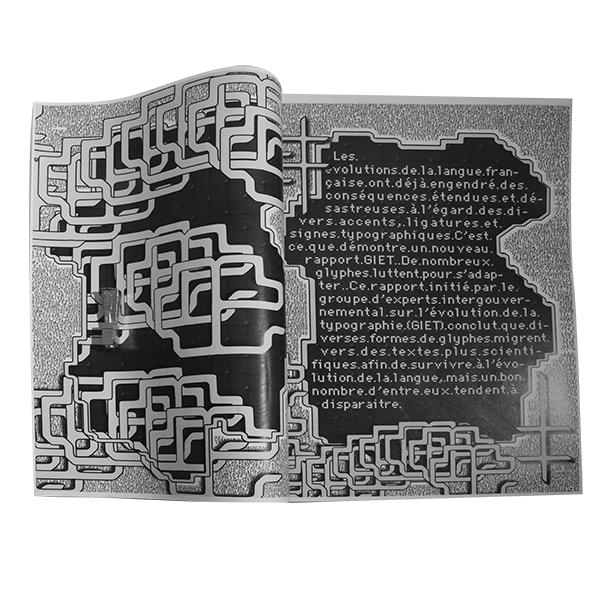 Les.
évolutions.de.la.langue.fran-
çaise.ont.déjà.engendré.des.
conséquences.étendues.et.dé-
sastreuses.à.l'égard.des.di-
vers.accents,.ligatures.et.
signes.typographiques.C'est.
ce.que.démontre.un.nouveau.
rapport.GIET..De.nombreux.
glyphes.luttent.pour.s'adap-
ter..Ce.rapport.initié.par.le.
groupe.d'experts.intergouver-
nemental.sur.l'évolution.de.la.
typographie.(GIET).conclut.que.di-
verses.formes.de.glyphes.migrent.
vers.des.textes.plus.scienti-
fiques.afin.de.survivre.à.l'évo-
lution.de.la.langue,.mais.un.bon.
nombre.d'entre.eux.tendent.à.
disparaitre.